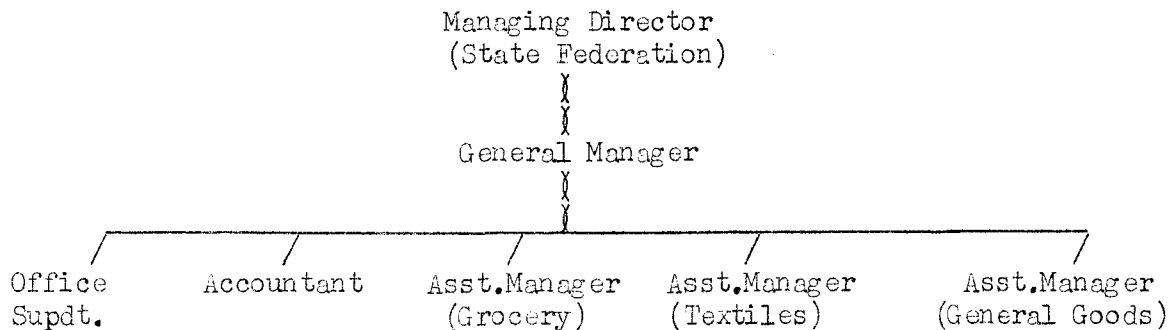 Managing Director
(State Federation)
General Manager
Office Accountant Asst.Manager Asst.Manager Asst.Manager
Supdt. (Grocery) (Textiles) (General Goods)